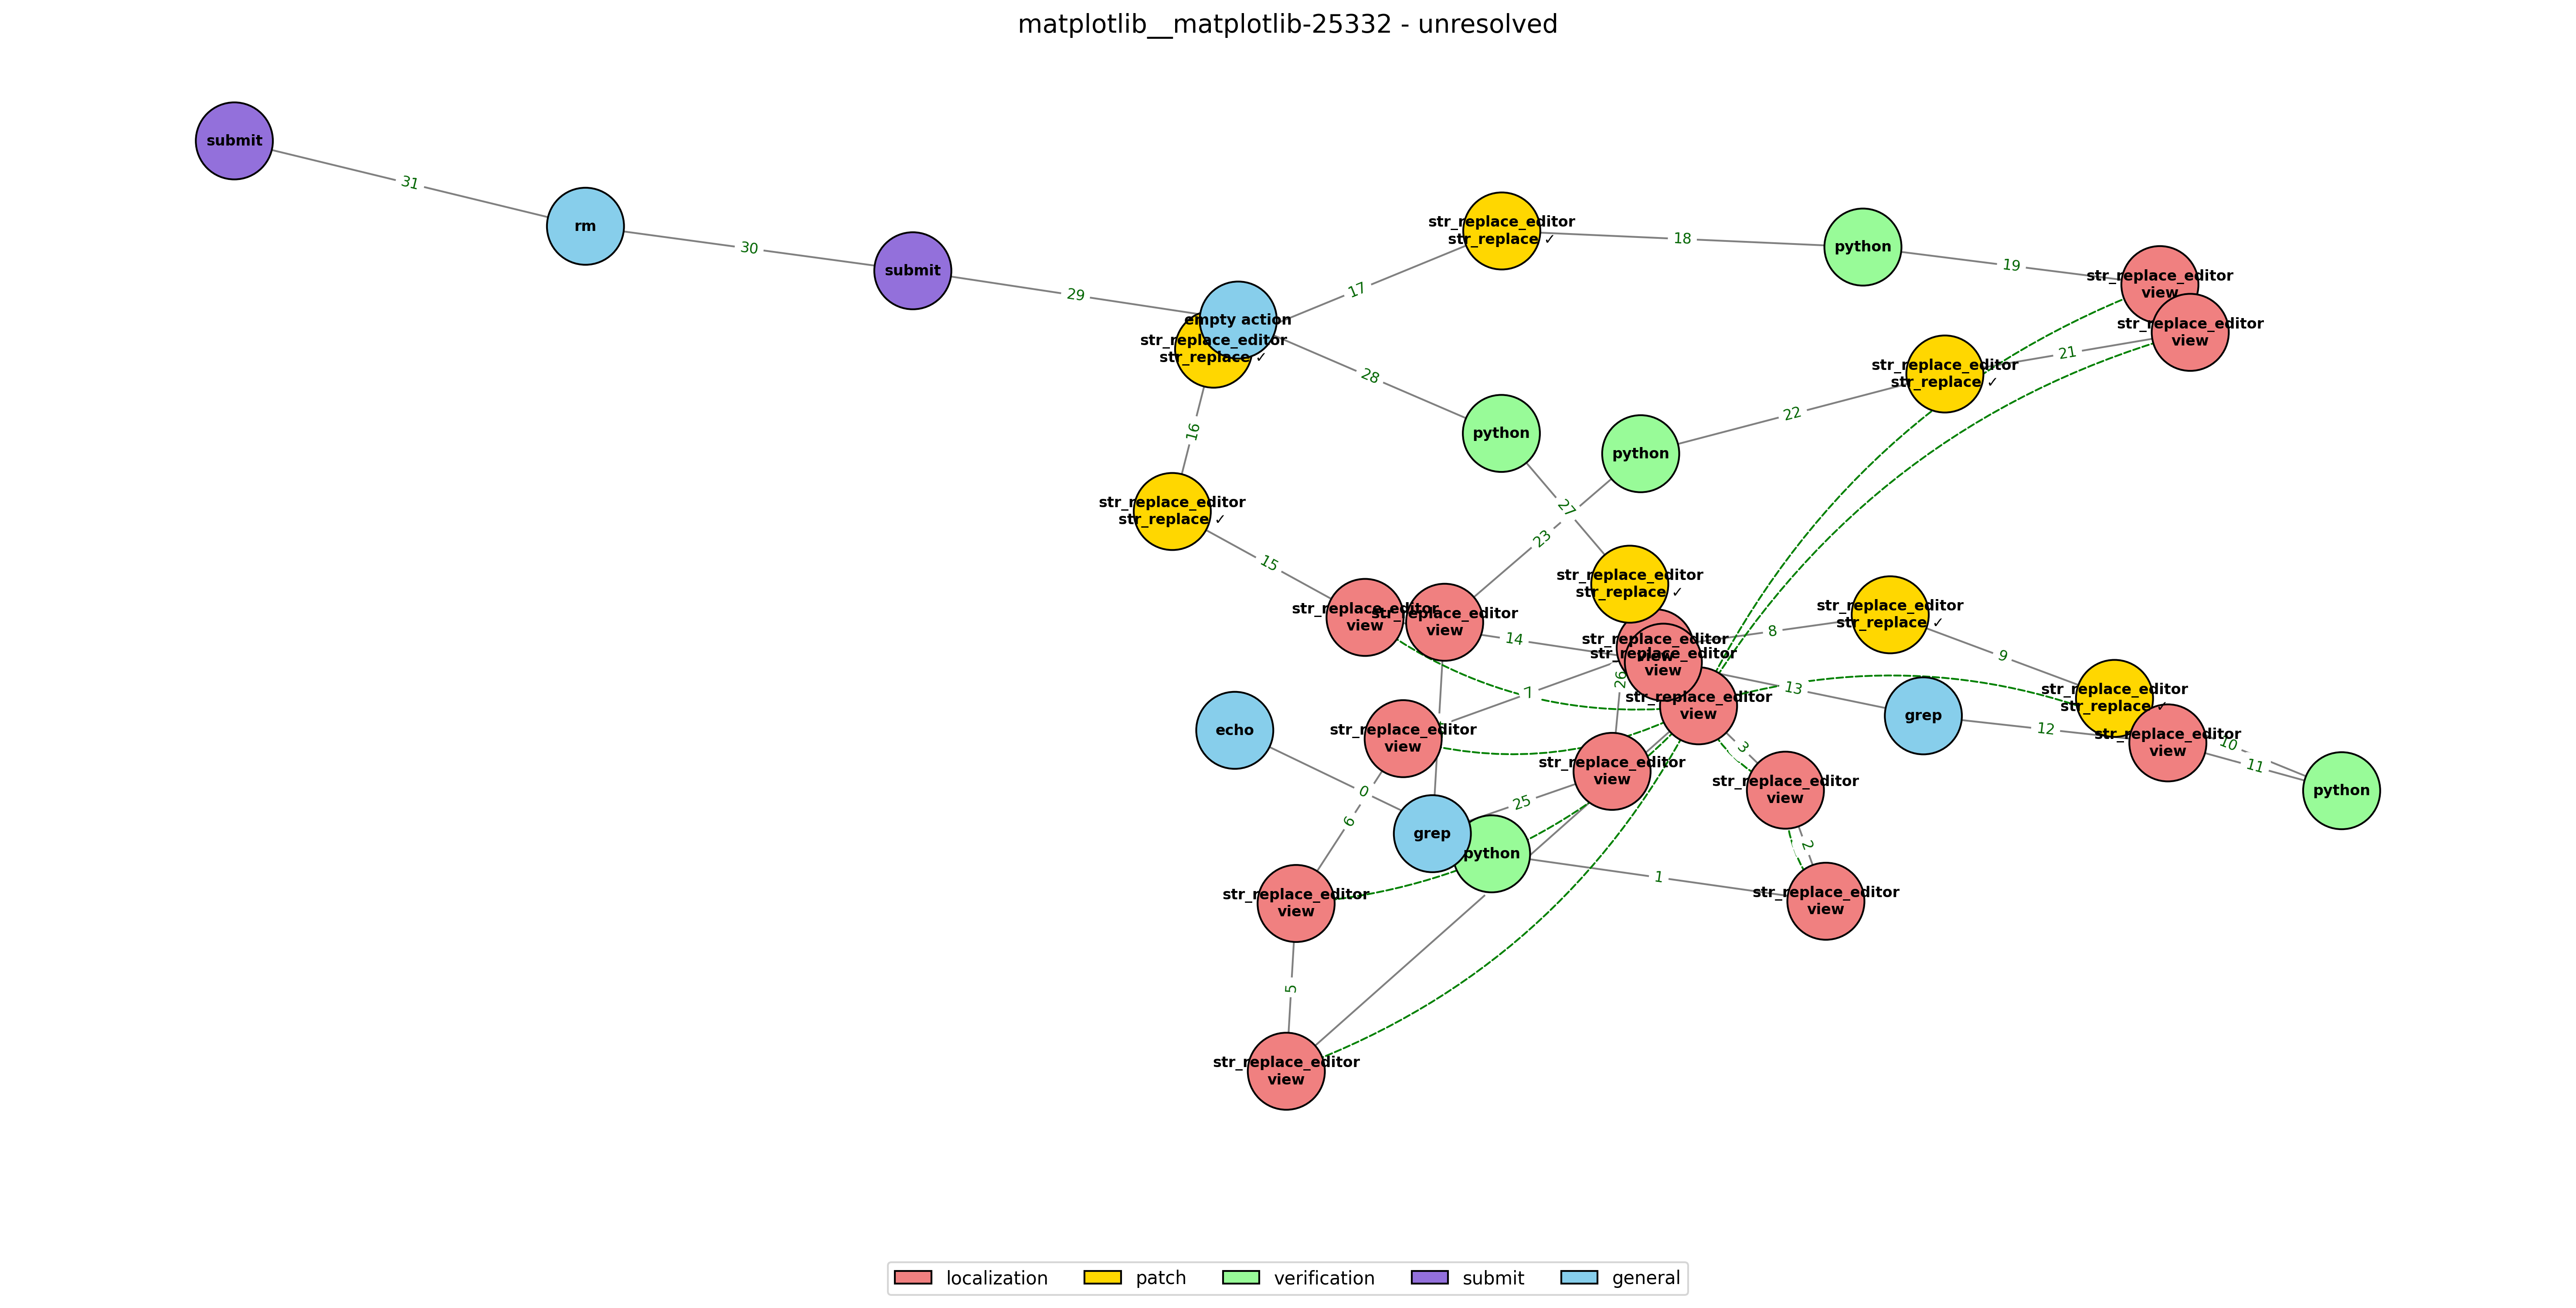 matplotlib__matplotlib-25332 - unresolved
submit
31
rm
30
submit
29
empty action
str_replace_editor
str_replace ✓
17
str_replace_editor
str_replace ✓
18
python
19
str_replace_editor
view
str_replace_editor
view
21
str_replace_editor
str_replace ✓
22
28
16
python
python
27
23
str_replace_editor
str_replace ✓
15
str_replace_editor
view
str_replace_editor
view
14
str_replace_editor
str_replace ✓
str_replace_editor
view
str_replace_editor
view
8
str_replace_editor
str_replace ✓
9
26
7
13
str_replace_editor
view
str_replace_editor
str_replace ✓
grep
12
str_replace_editor
view
10
11
python
echo
str_replace_editor
view
3
str_replace_editor
view
str_replace_editor
view
0
6
25
2
grep
python
1
str_replace_editor
view
str_replace_editor
view
5
str_replace_editor
view
localization
patch
verification
submit
general